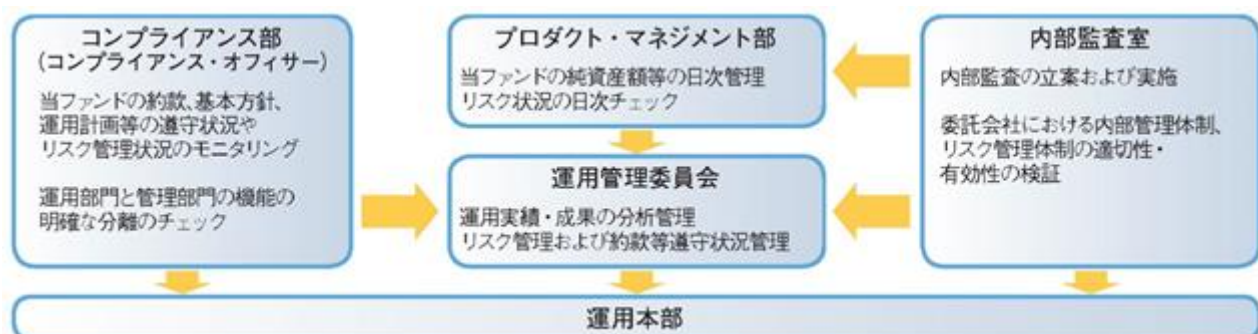 コンプライアンス部
(コンプライアンス・オフィサー)
当ファンドの約款、基本方針、
運用計画等の遵守状況や
リスク管理状況のモニタリング
運用部門と管理部門の機能の
明確な分離のチェック
プロダクト・マネジメント部
当ファンドの純資産額等の日次管理
リスク状況の日次チェック
運用管理委員会
運用実績・成果の分析管理
リスク管理および約款等遵守状況管理
内部監査室
内部監査の立案および実施
委託会社における内部管理体制、
リスク管理体制の適切性・
有効性の検証
運用本部